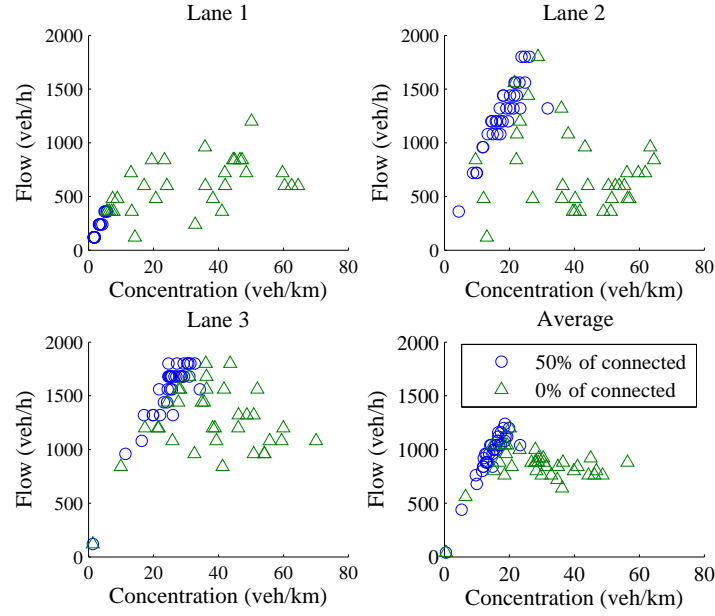 Lane 1
2000
1500
1000
500
0
0 20 40 60 80
Flow (veh/h)
Concentration (veh/km)
Lane 2
2000
1500
1000
500
0
0 20 40 60 80
Flow (veh/h)
Concentration (veh/km)
Lane 3
2000
1500
1000
500
0
0 20 40 60 80
Flow (veh/h)
Concentration (veh/km)
Average
2000
1500
1000
500
0
0 20 40 60 80
Flow (veh/h)
Concentration (veh/km)
50% of connected
0% of connected